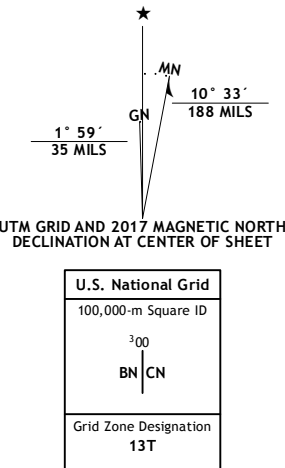 ★
MN
GN
10° 33´
188 MILS
1° 59´
35 MILS
UTM GRID AND 2017 MAGNETIC NORTH
DECLINATION AT CENTER OF SHEET
U.S. National Grid
100,000-m Square ID
³00
BN CN
Grid Zone Designation
13T